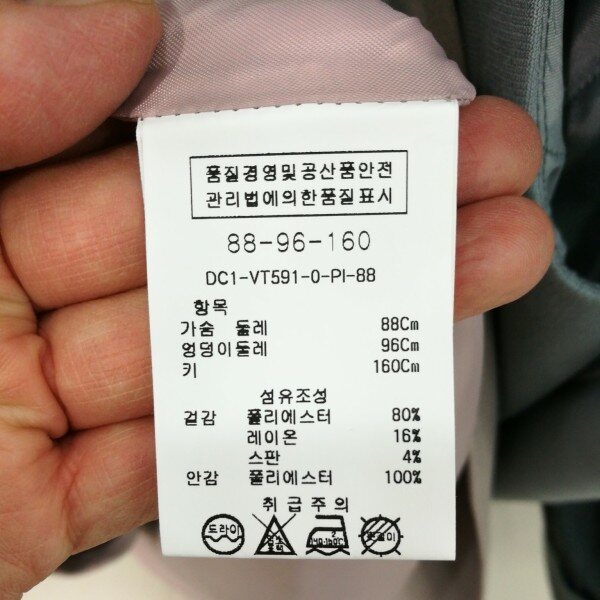 품질경영및공산품안전
관리법에의한품질표시
88-96-160
DC1-VT591-0-PI-88
항목
가슴 둘레 88Cm
엉덩이둘레 96Cm
키 160Cm
섬유조성
겉감 폴리에스터 80%
레이온 16%
스판 4%
안감 폴리에스터 100%
취급주의
드라이